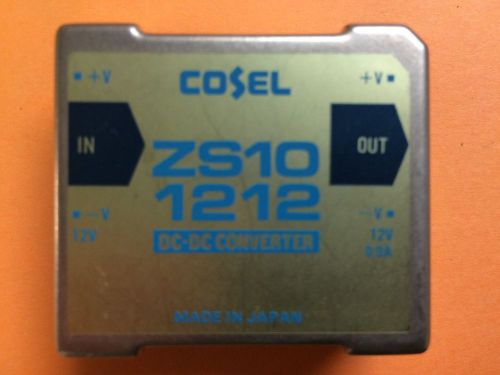 COSEL
+V +V
IN ZS10 OUT
1212
-V -V
12V DC-DC CONVERTER 12V
0.9A
MADE IN JAPAN